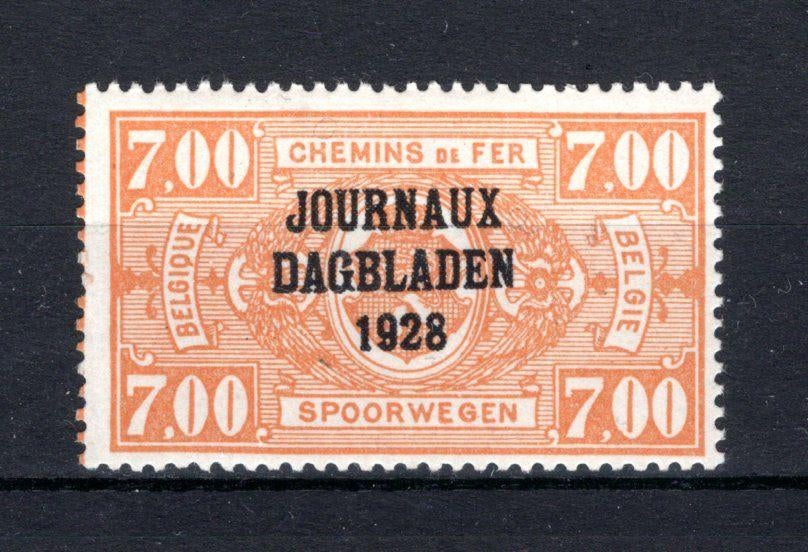 7,00 7,00
CHEMINS DE FER
JOURNAUX
DAGBLADEN
1928
BELGIQUE
BELGIE
7,00 7,00
SPOORWEGEN